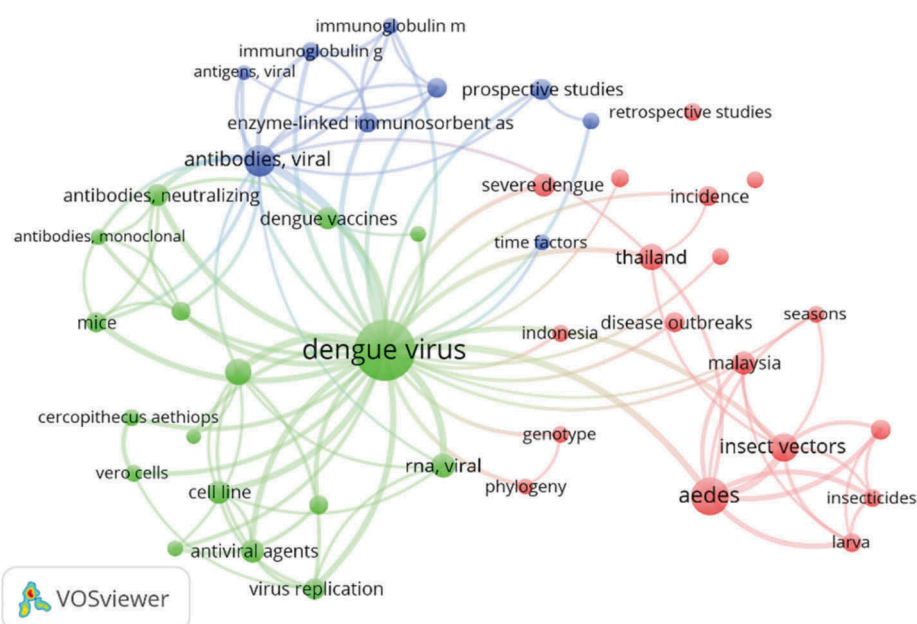 immunoglobulin m
immunoglobulin g
antigens, viral
prospective studies
retrospective studies
enzyme-linked immunosorbent as
antibodies, viral
severe dengue
antibodies, neutralizing
incidence
dengue vaccines
antibodies, monoclonal
time factors
thailand
seasons
mice
disease outbreaks
indonesia
dengue virus
malaysia
cercopithecus aethiops
genotype
insect vectors
rna, viral
vero cells
phylogeny
cell line
aedes
insecticides
larva
antiviral agents
virus replication
VOSviewer